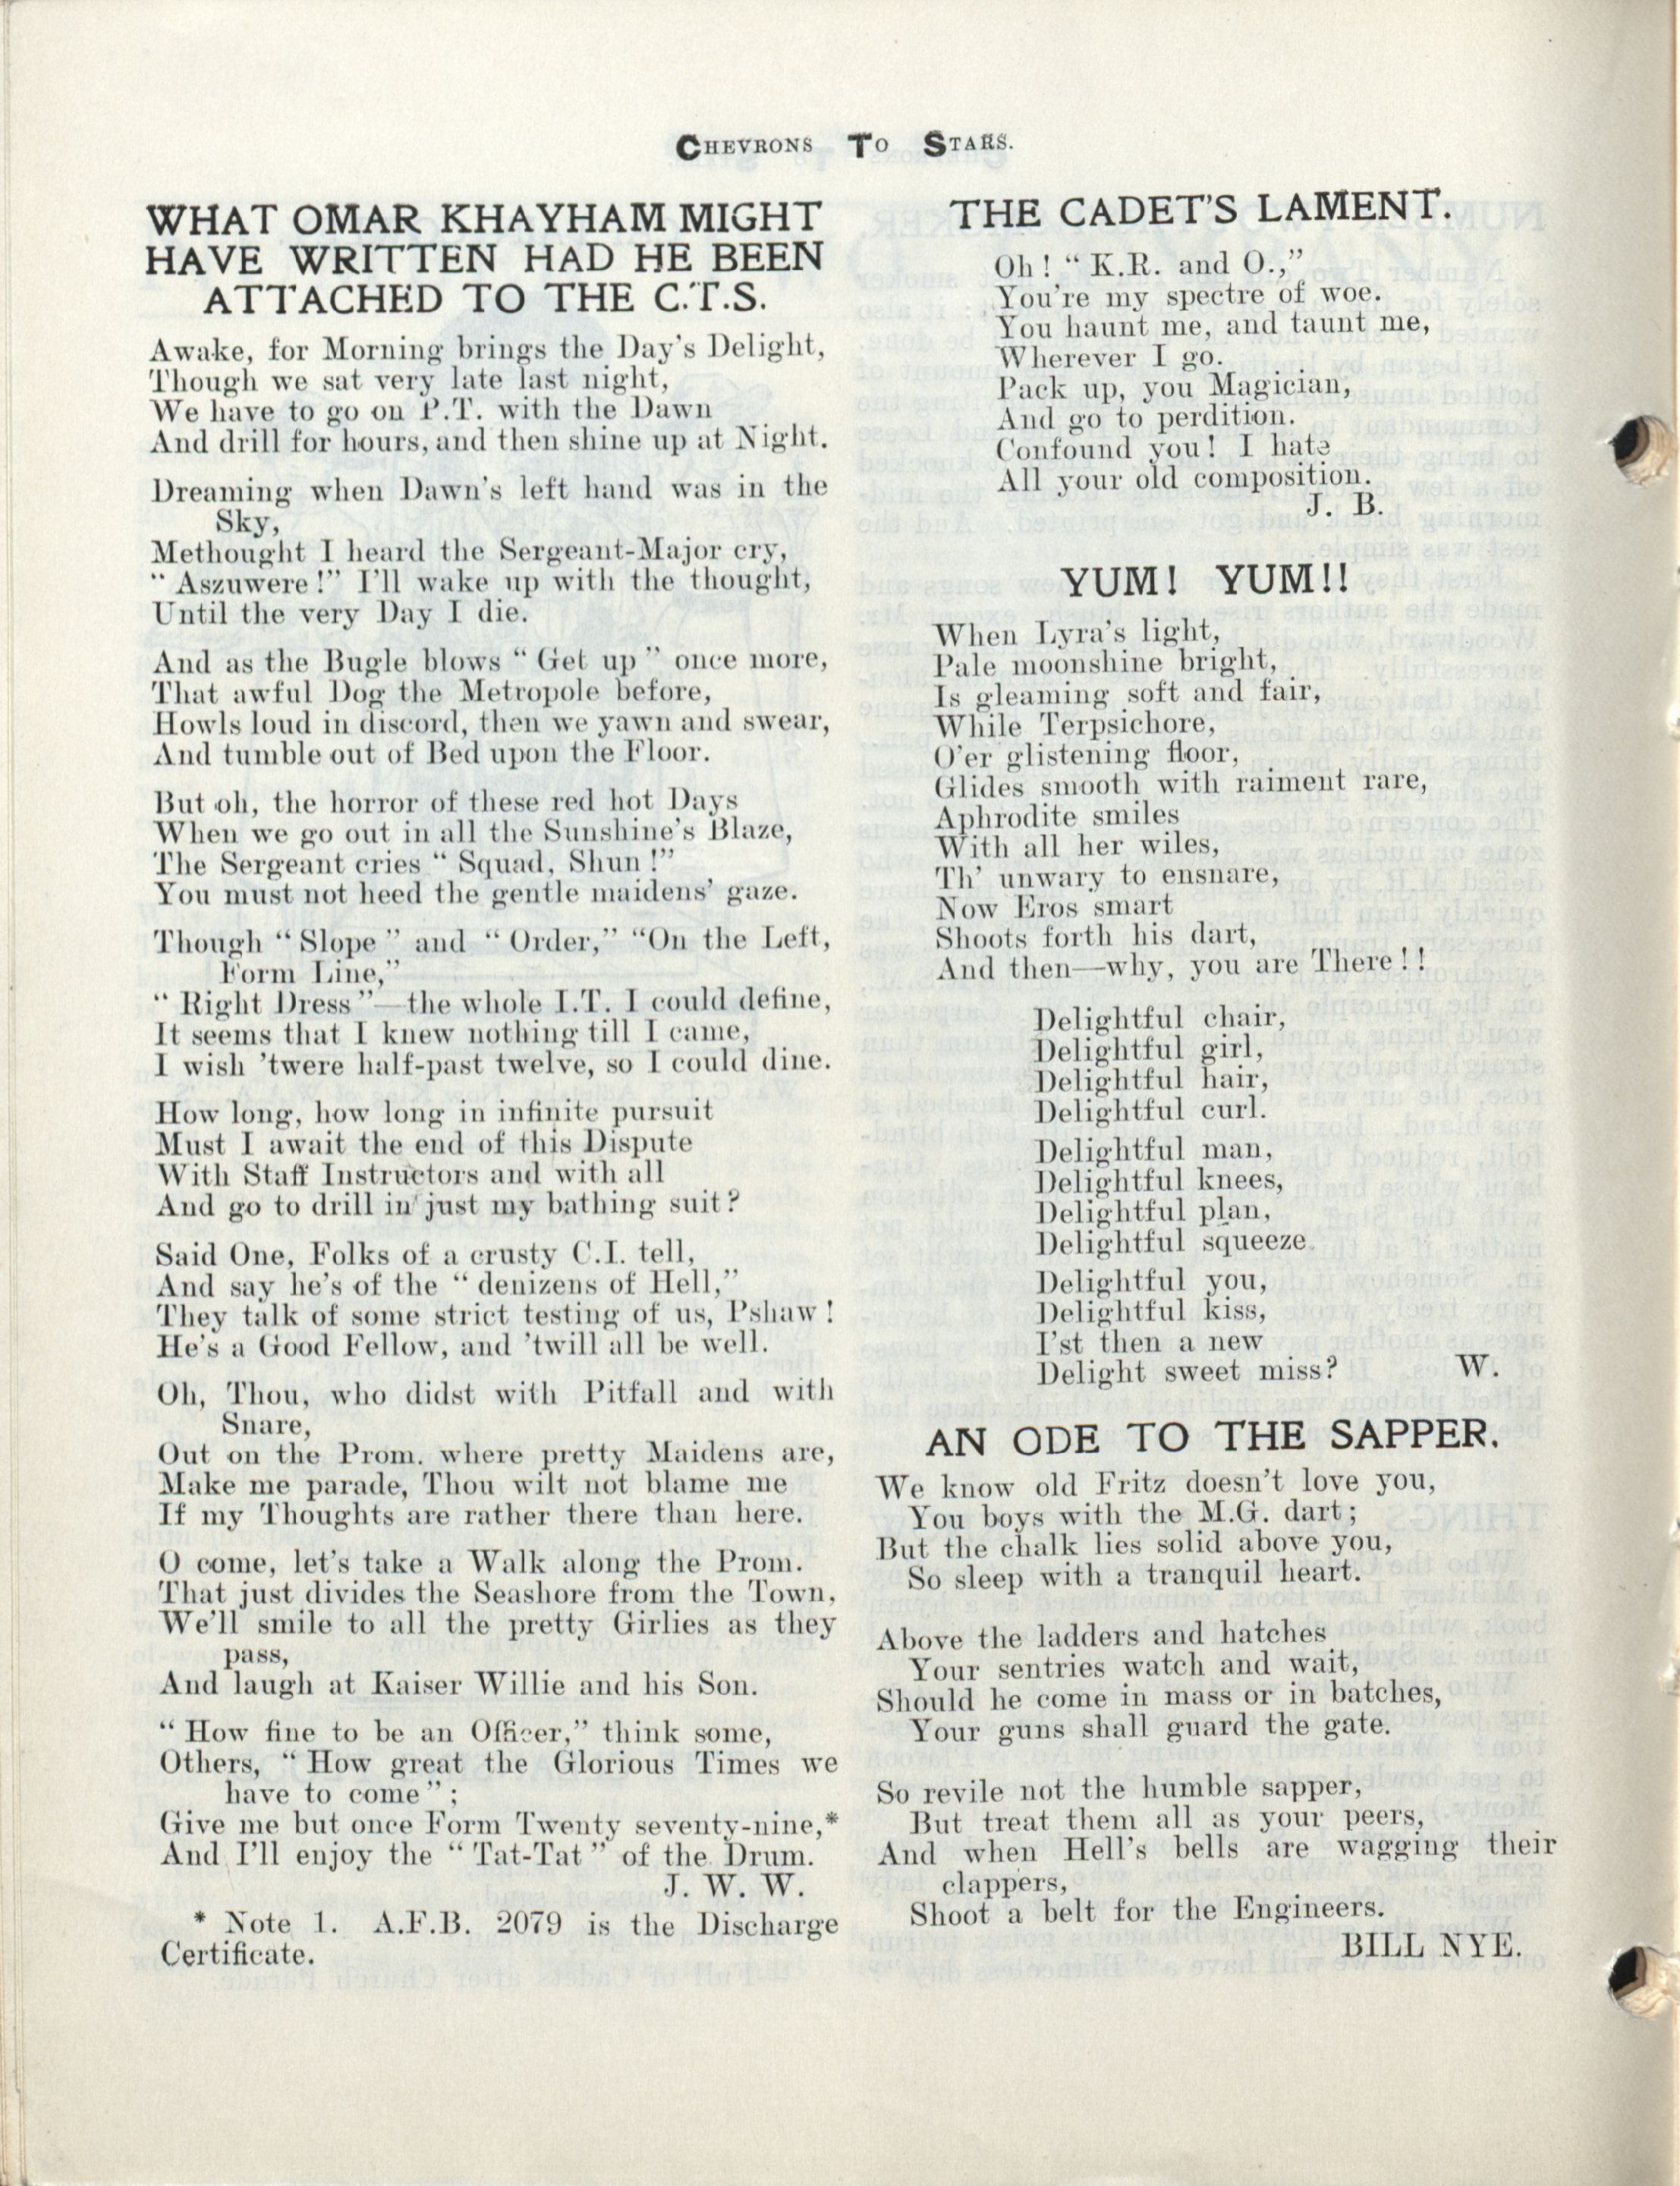 CHEVRONS TO STARS.
WHAT OMAR KHAYHAM MIGHT
HAVE WRITTEN HAD HE BEEN
ATTACHED TO THE C.T.S.
Awake, for Morning brings the Day's Delight,
Though we sat very late last night,
We have to go on P.T. with the Dawn
And drill for hours, and then shine up at Night.
Dreaming when Dawn's left hand was in the
Sky,
Methought I heard the Sergeant-Major cry,
" Aszuwere !" I'll wake up with the thought,
Until the very Day I die.
And as the Bugle blows " Get up " once more,
That awful Dog the Metropole before,
Howls loud in discord, then we yawn and swear,
And tumble out of Bed upon the Floor.
But oh, the horror of these red hot Days
When we go out in all the Sunshine's Blaze,
The Sergeant cries " Squad, Shun !"
You must not heed the gentle maidens' gaze.
Though " Slope " and " Order," "On the Left,
Form Line,"
" Right Dress "—the whole I.T. I could define,
It seems that I knew nothing till I came,
I wish 'twere half-past twelve, so I could dine.
How long, how long in infinite pursuit
Must I await the end of this Dispute
With Staff Instructors and with all
And go to drill in just my bathing suit?
Said One, Folks of a crusty C.I. tell,
And say he's of the " denizens of Hell,"
They talk of some strict testing of us, Pshaw !
He's a Good Fellow, and 'twill all be well.
Oh, Thou, who didst with Pitfall and with
Snare,
Out on the Prom. where pretty Maidens are,
Make me parade, Thou wilt not blame me
If my Thoughts are rather there than here.
O come, let's take a Walk along the Prom.
That just divides the Seashore from the Town,
We'll smile to all the pretty Girlies as they
pass,
And laugh at Kaiser Willie and his Son.
" How fine to be an Officer," think some,
Others, " How great the Glorious Times we
have to come " ;
Give me but once Form Twenty seventy-nine,*
And I'll enjoy the " Tat-Tat " of the Drum.
J. W. W.
* Note 1. A.F.B. 2079 is the Discharge
Certificate.
THE CADET'S LAMENT.
Oh ! " K.R. and O.,"
You're my spectre of woe.
You haunt me, and taunt me,
Wherever I go.
Pack up, you Magician,
And go to perdition.
Confound you ! I hate
All your old composition.
J. B.
YUM! YUM!!
When Lyra's light,
Pale moonshine bright,
Is gleaming soft and fair,
While Terpsichore,
O'er glistening floor,
Glides smooth with raiment rare,
Aphrodite smiles
With all her wiles,
Th' unwary to ensnare,
Now Eros smart
Shoots forth his dart,
And then—why, you are There ! !
Delightful chair,
Delightful girl,
Delightful hair,
Delightful curl.
Delightful man,
Delightful knees,
Delightful plan,
Delightful squeeze.
Delightful you,
Delightful kiss,
I'st then a new
Delight sweet miss? W.
AN ODE TO THE SAPPER.
We know old Fritz doesn't love you,
You boys with the M.G. dart ;
But the chalk lies solid above you,
So sleep with a tranquil heart.
Above the ladders and hatches
Your sentries watch and wait,
Should he come in mass or in batches,
Your guns shall guard the gate.
So revile not the humble sapper,
But treat them all as your peers,
And when Hell's bells are wagging their
clappers,
Shoot a belt for the Engineers.
BILL NYE.